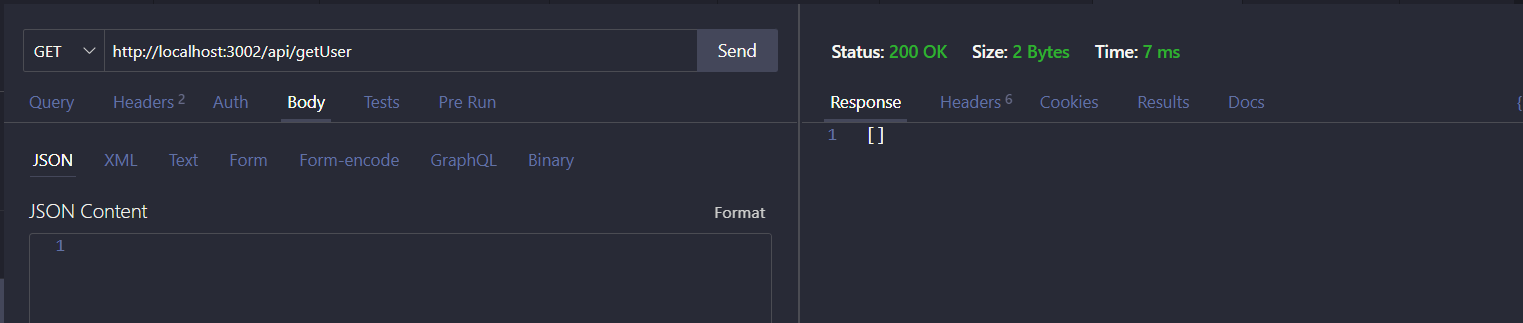 GET http://localhost:3002/api/getUser Send
Query Headers 2 Auth Body Tests Pre Run
JSON XML Text Form Form-encode GraphQL Binary
JSON Content Format
1
Status: 200 OK Size: 2 Bytes Time: 7 ms
Response Headers 6 Cookies Results Docs {
1 []